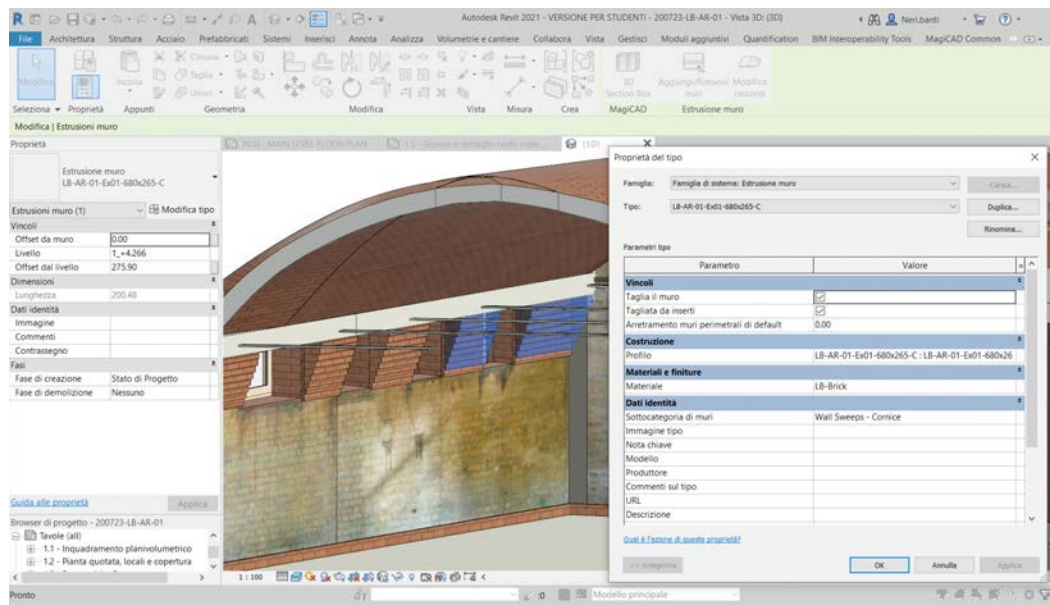 Autodesk Revit 2021 - VERSIONE PER STUDENTI - 200723-LB-AR-01 - Vista 3D: {3D}
Neri.banti
File Architettura Struttura Acciaio Prefabbricati Sistemi Inserisci Annota Analizza Volumetrie e cantiere Collabora Vista Gestisci Moduli aggiuntivi Quantification BIM Interoperability Tools MagiCAD Common
Modifica
Incolla
Taglia
Unisci
3D
Section Box
Aggiungi/Rimuovi
muri
Modifica
raccordi
Seleziona Proprietà Appunti Geometria Modifica Vista Misura Crea MagiCAD Estrusione muro
Modifica | Estrusioni muro
Proprietà
{3D}
Estrusione muro
LB-AR-01-Ex01-680x265-C
Estrusioni muro (1) Modifica tipo
Vincoli
Offset da muro 0.00
Livello 1_+4.266
Offset dal livello 275.90
Dimensioni
Lunghezza 200.48
Dati identità
Immagine
Commenti
Contrassegno
Fasi
Fase di creazione Stato di Progetto
Fase di demolizione Nessuno
Guida alle proprietà Applica
Browser di progetto - 200723-LB-AR-01
Tavole (all)
1.1 - Inquadramento planivolumetrico
1.2 - Pianta quotata, locali e copertura
1 : 100
Pronto
:0
Modello principale
Proprietà del tipo
Famiglia: Famiglia di sistema: Estrusione muro Carica...
Tipo: LB-AR-01-Ex01-680x265-C Duplica...
Rinomina...
Parametri tipo
Parametro Valore =
Vincoli
Taglia il muro
Tagliata da inserti
Arretramento muri perimetrali di default 0.00
Costruzione
Profilo LB-AR-01-Ex01-680x265-C : LB-AR-01-Ex01-680x26
Materiali e finiture
Materiale LB-Brick
Dati identità
Sottocategoria di muri Wall Sweeps - Cornice
Immagine tipo
Nota chiave
Modello
Produttore
Commenti sul tipo
URL
Descrizione
Qual è l'azione di queste proprietà?
<< Anteprima OK Annulla Applica